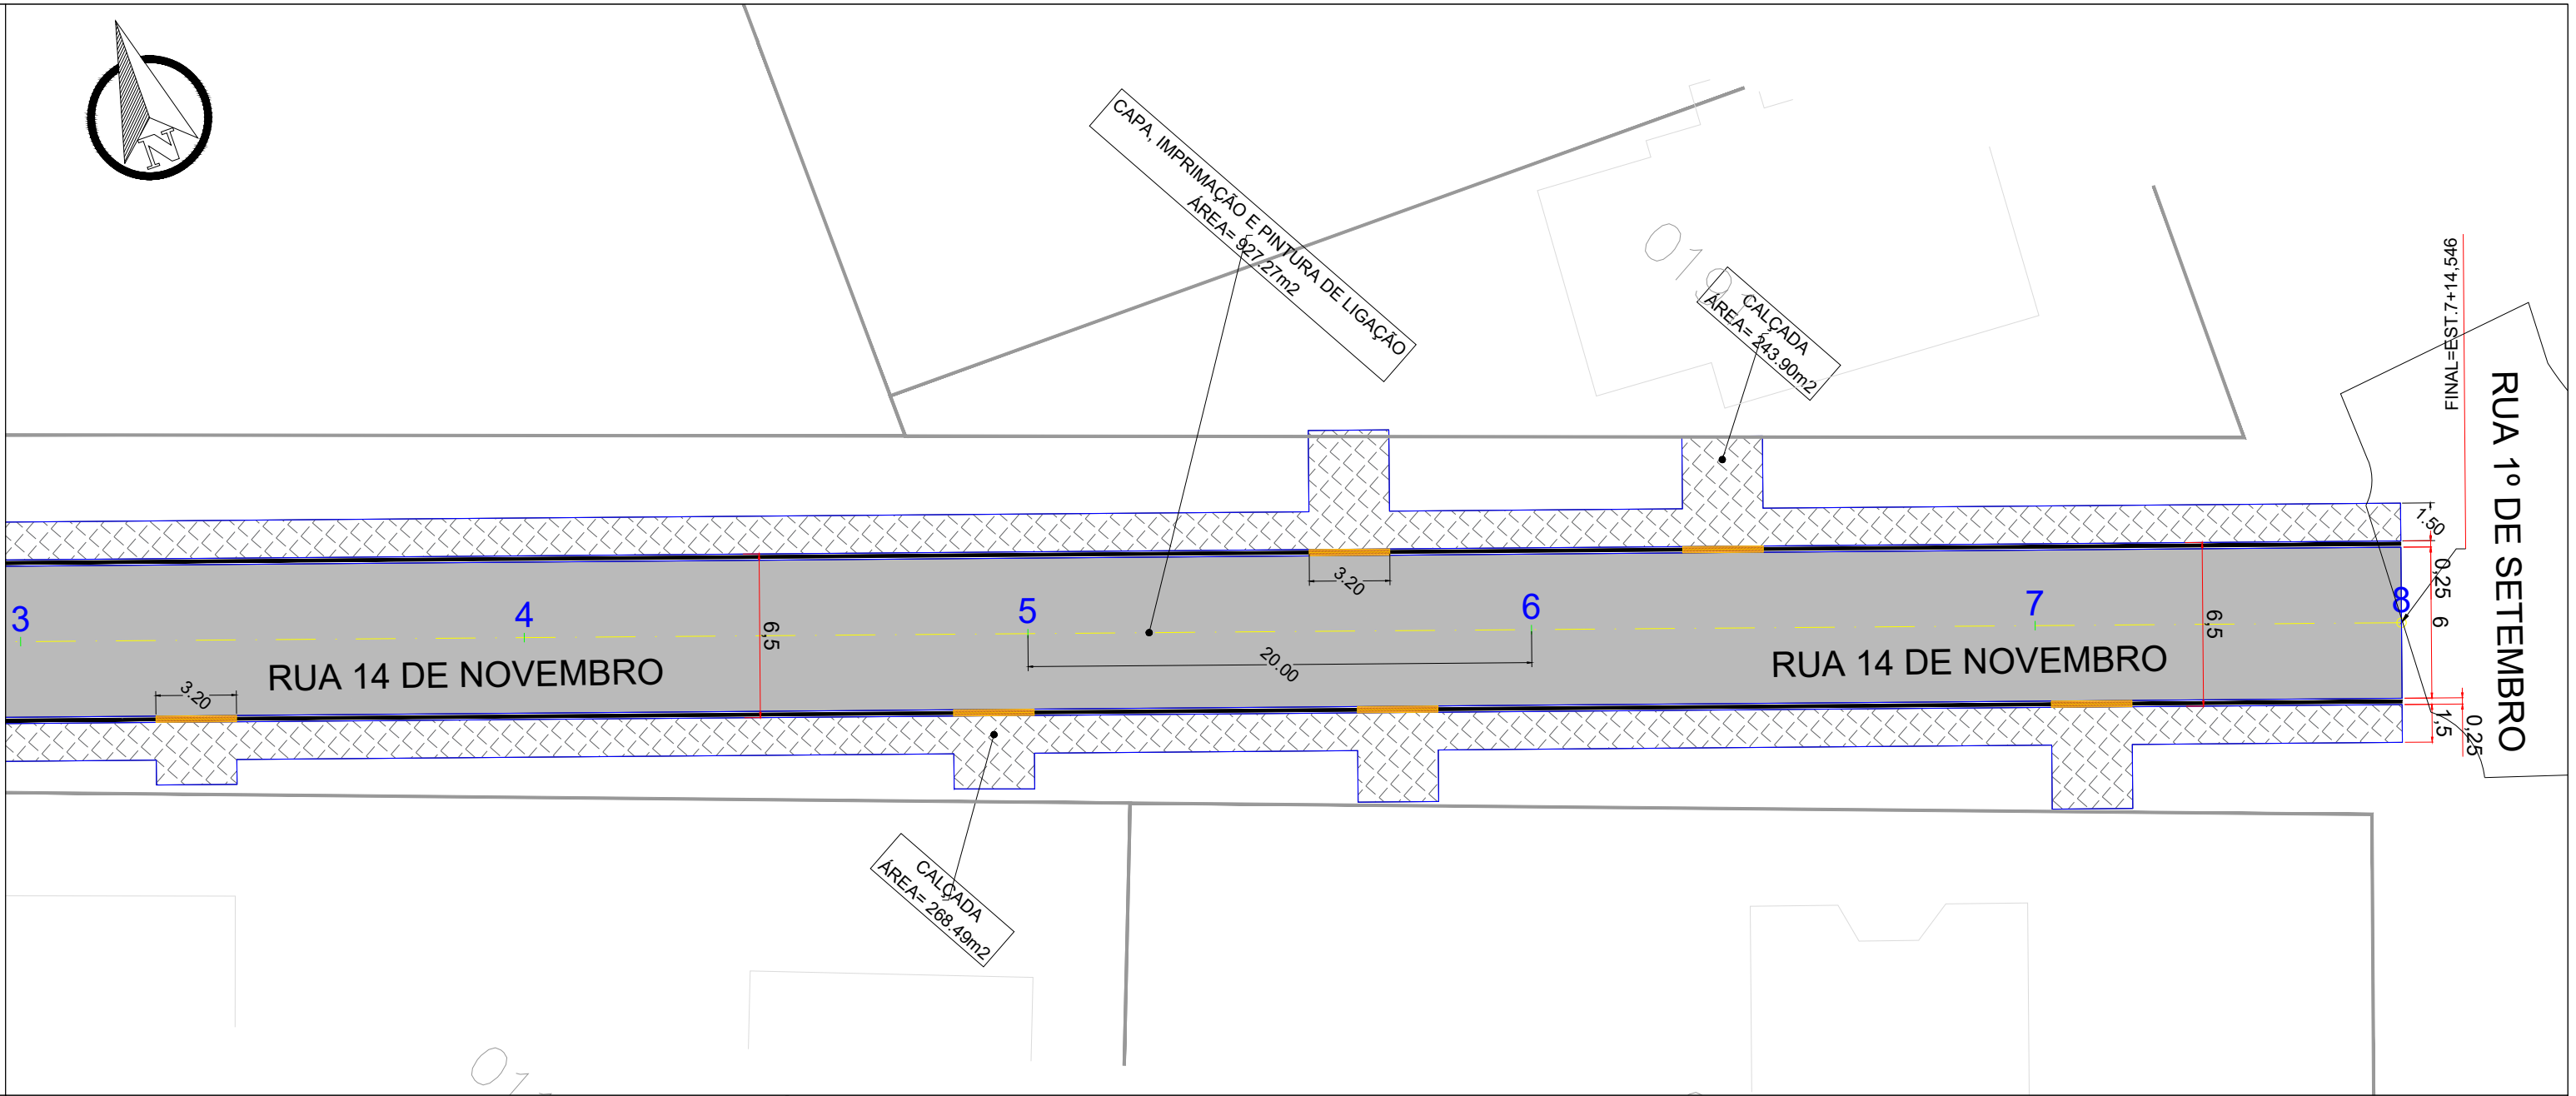 N
CAPA, IMPRIMAÇÃO E PINTURA DE LIGAÇÃO
ÁREA= 927.27m2
CALÇADA
ÁREA= 243.90m2
FINAL=EST.7+14,546
RUA 1º DE SETEMBRO
1.50
0,25
6
1,5
0,25
3
4
5
6
7
8
3.20
6,5
6,5
20.00
3.20
RUA 14 DE NOVEMBRO
RUA 14 DE NOVEMBRO
CALÇADA
ÁREA= 268.49m2